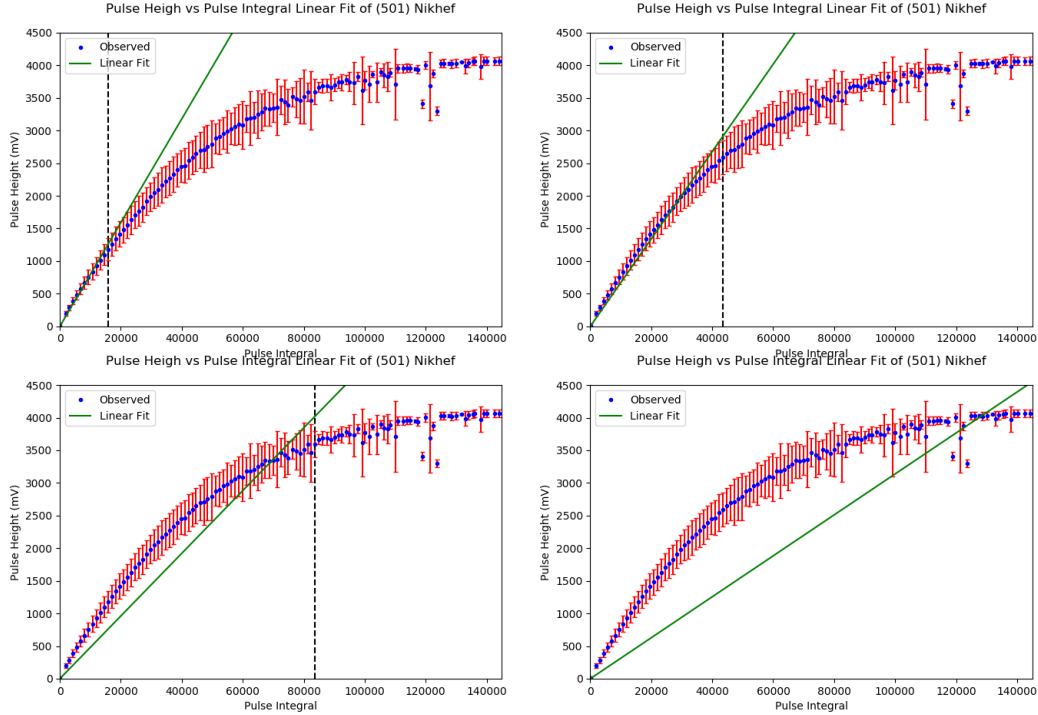 Pulse Heigh vs Pulse Integral Linear Fit of (501) Nikhef
Pulse Height (mV)
4500
4000
3500
3000
2500
2000
1500
1000
500
0
Observed
Linear Fit
0 20000 40000 60000 80000 100000 120000 140000
Pulse Integral
Pulse Heigh vs Pulse Integral Linear Fit of (501) Nikhef
Pulse Height (mV)
4500
4000
3500
3000
2500
2000
1500
1000
500
0
Observed
Linear Fit
0 20000 40000 60000 80000 100000 120000 140000
Pulse Integral
Pulse Heigh vs Pulse Integral Linear Fit of (501) Nikhef
Pulse Height (mV)
4500
4000
3500
3000
2500
2000
1500
1000
500
0
Observed
Linear Fit
0 20000 40000 60000 80000 100000 120000 140000
Pulse Integral
Pulse Heigh vs Pulse Integral Linear Fit of (501) Nikhef
Pulse Height (mV)
4500
4000
3500
3000
2500
2000
1500
1000
500
0
Observed
Linear Fit
0 20000 40000 60000 80000 100000 120000 140000
Pulse Integral